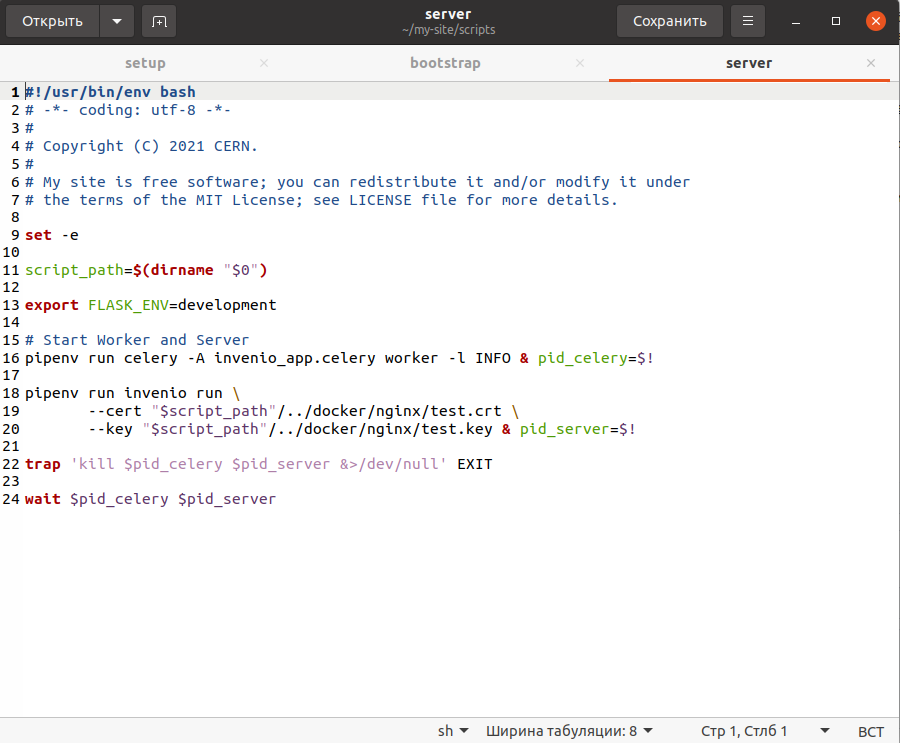 Открыть
server
~/my-site/scripts
Сохранить
setup
bootstrap
server
1 #!/usr/bin/env bash
2 # -*- coding: utf-8 -*-
3 #
4 # Copyright (C) 2021 CERN.
5 #
6 # My site is free software; you can redistribute it and/or modify it under
7 # the terms of the MIT License; see LICENSE file for more details.
8
9 set -e
10
11 script_path=$(dirname "$0")
12
13 export FLASK_ENV=development
14
15 # Start Worker and Server
16 pipenv run celery -A invenio_app.celery worker -l INFO & pid_celery=$!
17
18 pipenv run invenio run \
19         --cert "$script_path"/../docker/nginx/test.crt \
20         --key "$script_path"/../docker/nginx/test.key & pid_server=$!
21
22 trap 'kill $pid_celery $pid_server &>/dev/null' EXIT
23
24 wait $pid_celery $pid_server
sh
Ширина табуляции: 8
Стр 1, Стлб 1
ВСТ